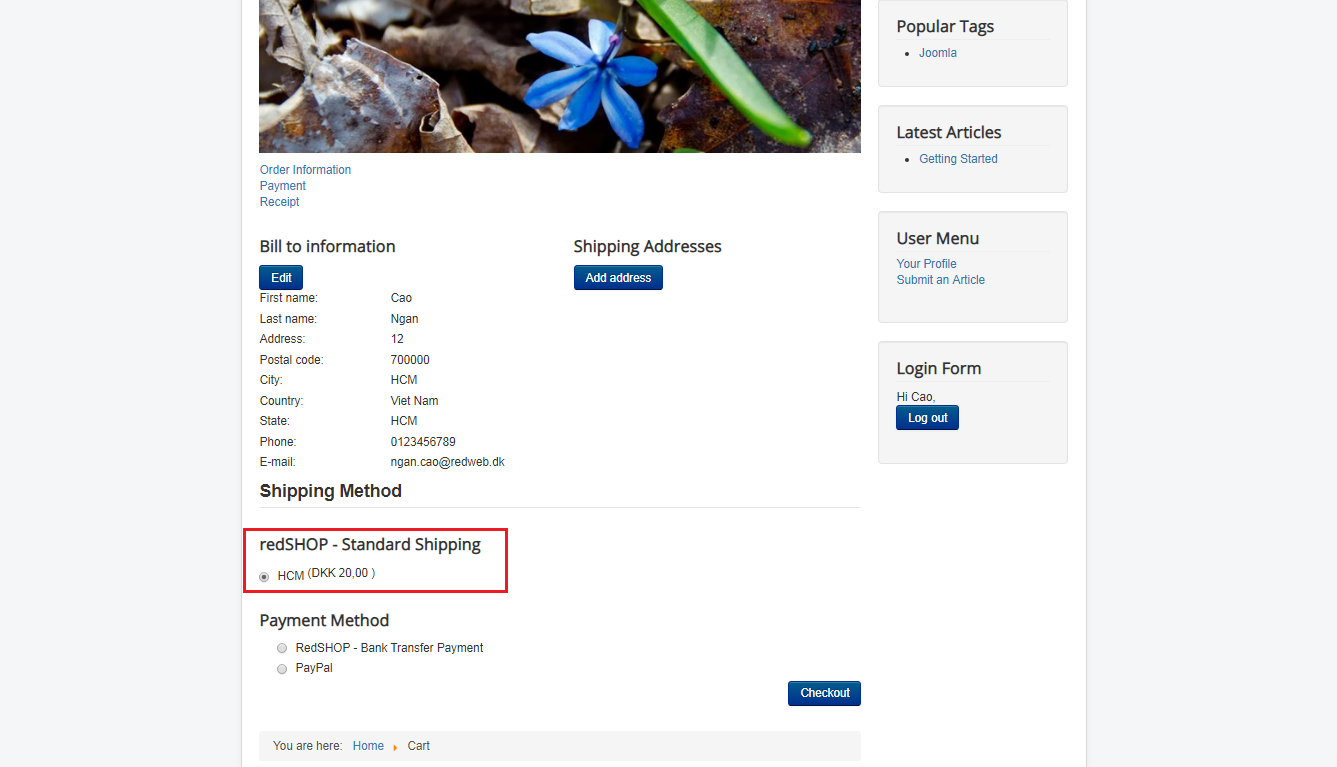 Order Information
Payment
Receipt
Bill to information
Edit
First name: Cao
Last name: Ngan
Address: 12
Postal code: 700000
City: HCM
Country: Viet Nam
State: HCM
Phone: 0123456789
E-mail: ngan.cao@redweb.dk
Shipping Addresses
Add address
Shipping Method
redSHOP - Standard Shipping
HCM (DKK 20,00 )
Payment Method
RedSHOP - Bank Transfer Payment
PayPal
Checkout
You are here: Home Cart
Popular Tags
Joomla
Latest Articles
Getting Started
User Menu
Your Profile
Submit an Article
Login Form
Hi Cao,
Log out